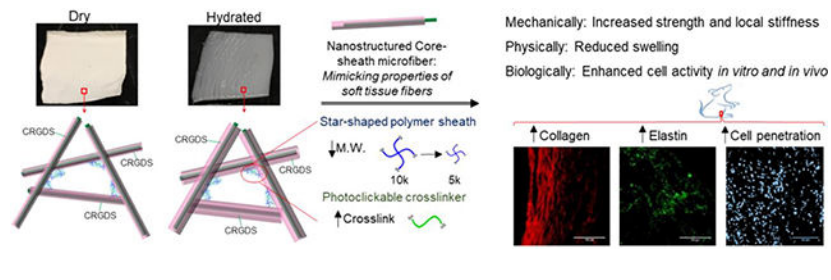 Dry
Hydrated
CRGDS
CRGDS
CRGDS
CRGDS
CRGDS
CRGDS
Nanostructured Core-
sheath microfiber:
Mimicking properties of
soft tissue fibers
Star-shaped polymer sheath
M.W.
10k
5k
Photoclickable crosslinker
Crosslink
Mechanically: Increased strength and local stiffness
Physically: Reduced swelling
Biologically: Enhanced cell activity in vitro and in vivo
Collagen
Elastin
Cell penetration